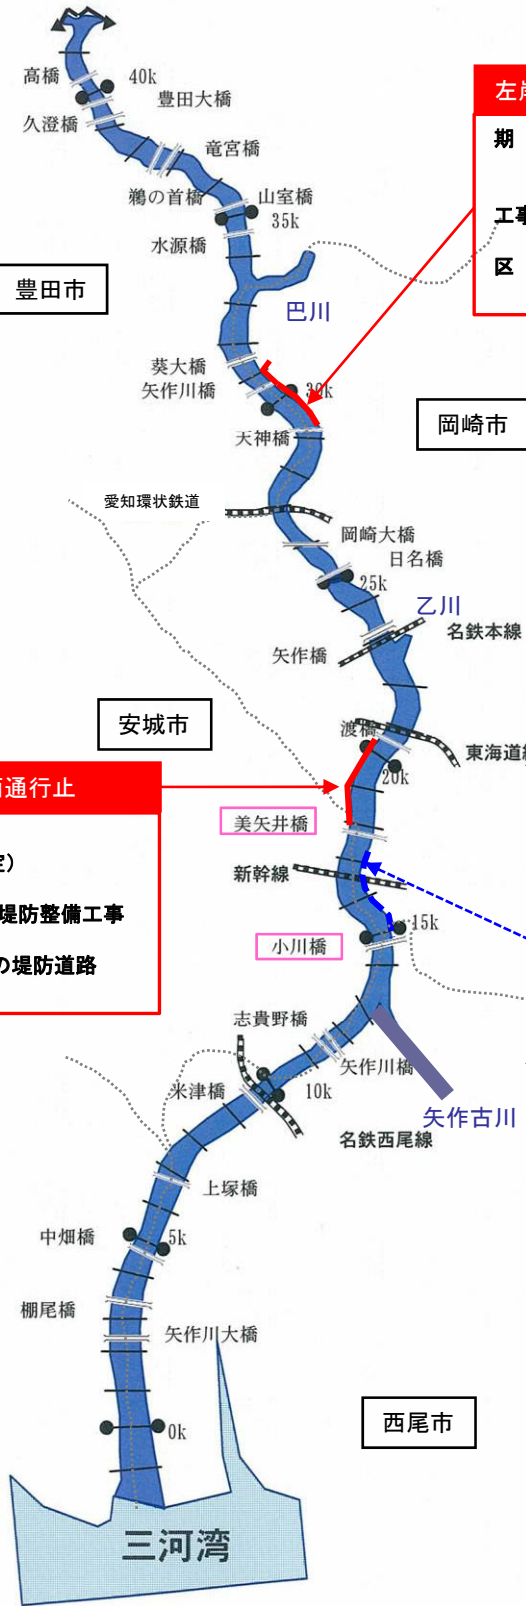 高橋
40k
豊田大橋
久澄橋
竜宮橋
鵜の首橋
山室橋
35k
水源橋
豊田市
巴川
左岸
期
工事
区
葵大橋
矢作川橋
30k
天神橋
岡崎市
愛知環状鉄道
岡崎大橋
日名橋
25k
乙川
名鉄本線
矢作橋
安城市
渡橋
東海道線
20k
通行止
定)
堤防整備工事
の堤防道路
美矢井橋
新幹線
15k
小川橋
志貴野橋
矢作川橋
米津橋
10k
矢作古川
名鉄西尾線
上塚橋
中畑橋
5k
棚尾橋
矢作川大橋
西尾市
0k
三河湾